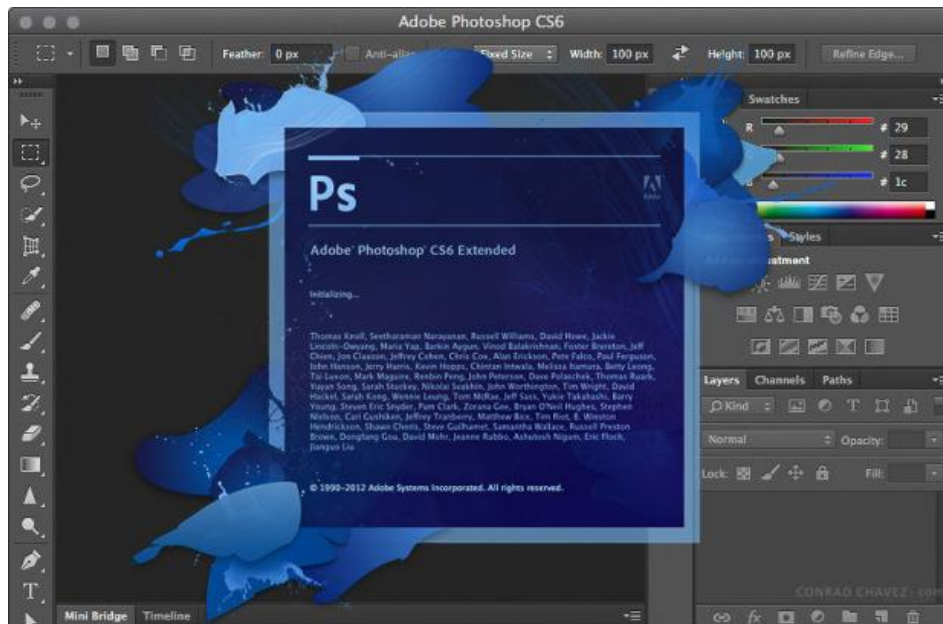 Adobe Photoshop CS6
Feather: 0 px Anti-alias Fixed Size Width: 100 px Height: 100 px Refine Edge...
Swatches
R # 29
# 28
B # 1c
Styles
Layers Channels Paths
Kind
Normal Opacity:
Lock: Fill:
Ps
Adobe
Adobe® Photoshop® CS6 Extended
Initializing...
Thomas Knoll, Seetharaman Narayanan, Russell Williams, David Howe, Jackie
Lincoln-Owyang, Maria Yap, Barkin Aygun, Vinod Balakrishnan, Foster Brereton, Jeff
Chien, Jon Clauson, Jeffrey Cohen, Chris Cox, Alan Erickson, Pete Falco, Paul Ferguson,
John Hanson, Jerry Harris, Kevin Hopps, Chintan Intwala, Melissa Itamura, Betty Leong,
Tai Luxon, Mark Maguire, Renbin Peng, John Peterson, Dave Polaschek, Thomas Ruark,
Yuyan Song, Sarah Stuckey, Nikolai Svakhin, John Worthington, Tim Wright, David
Hackel, Sarah Kong, Wennie Leung, Tom McRae, Jeff Sass, Yukie Takahashi, Barry
Young, Steven Eric Snyder, Pam Clark, Zorana Gee, Bryan O'Neil Hughes, Stephen
Nielson, Cari Gushiken, Jeffrey Tranberry, Matthew Bice, Tim Riot, B. Winston
Hendrickson, Shawn Cheris, Steve Guilhamet, Samantha Wallace, Russell Preston
Brown, Dongfang Gou, David Mohr, Jeanne Rubbo, Ashutosh Nigam, Eric Floch,
Jianguo Liu
© 1990-2012 Adobe Systems Incorporated. All rights reserved.
CONRAD CHAVEZ
Mini Bridge Timeline